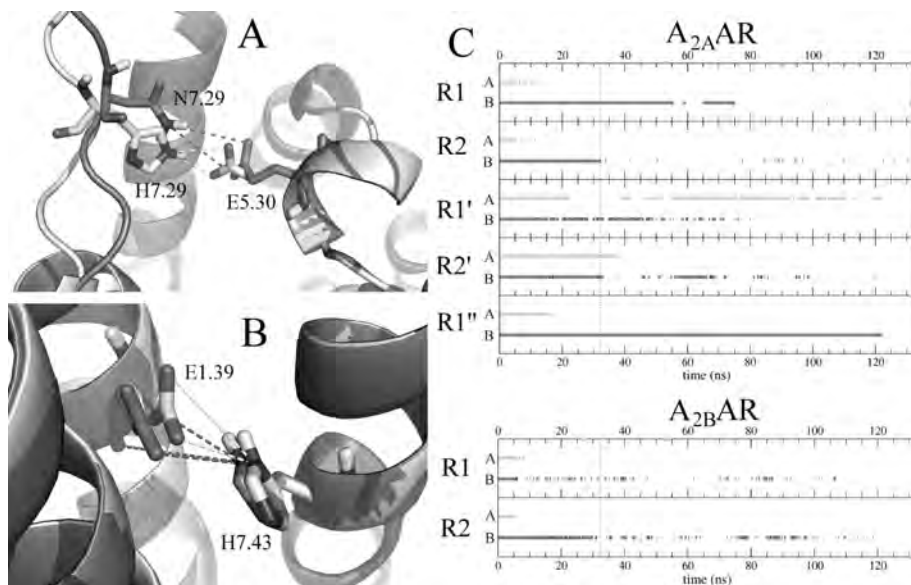 A
N7.29
H7.29
E5.30
B
E1.39
H7.43
C
A2AAR
0 20 40 60 80 100 120
R1 A
B
R2 A
B
R1' A
B
R2' A
B
R1" A
B
0 20 40 60 80 100 120
time (ns)
A2BAR
0 20 40 60 80 100 120
R1 A
B
R2 A
B
0 20 40 60 80 100 120
time (ns)